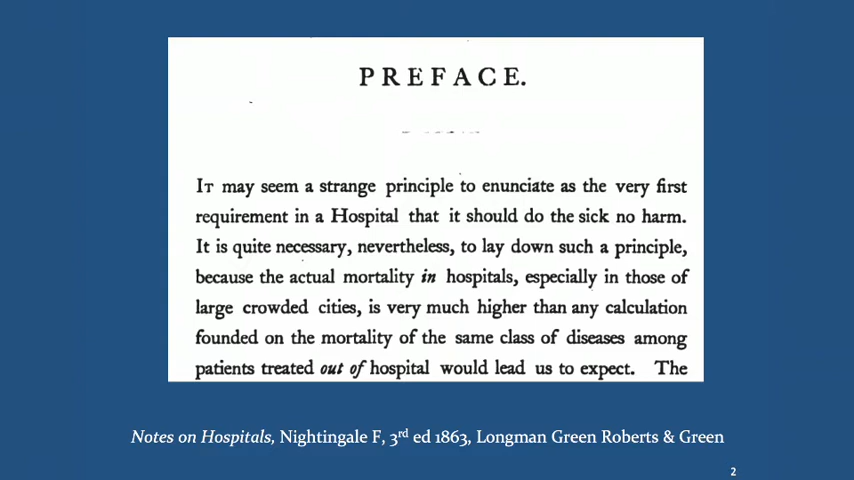 PREFACE.
IT may seem a strange principle to enunciate as the very first
requirement in a Hospital that it should do the sick no harm.
It is quite necessary, nevertheless, to lay down such a principle,
because the actual mortality in hospitals, especially in those of
large crowded cities, is very much higher than any calculation
founded on the mortality of the same class of diseases among
patients treated out of hospital would lead us to expect. The
Notes on Hospitals, Nightingale F, 3rd ed 1863, Longman Green Roberts & Green
2